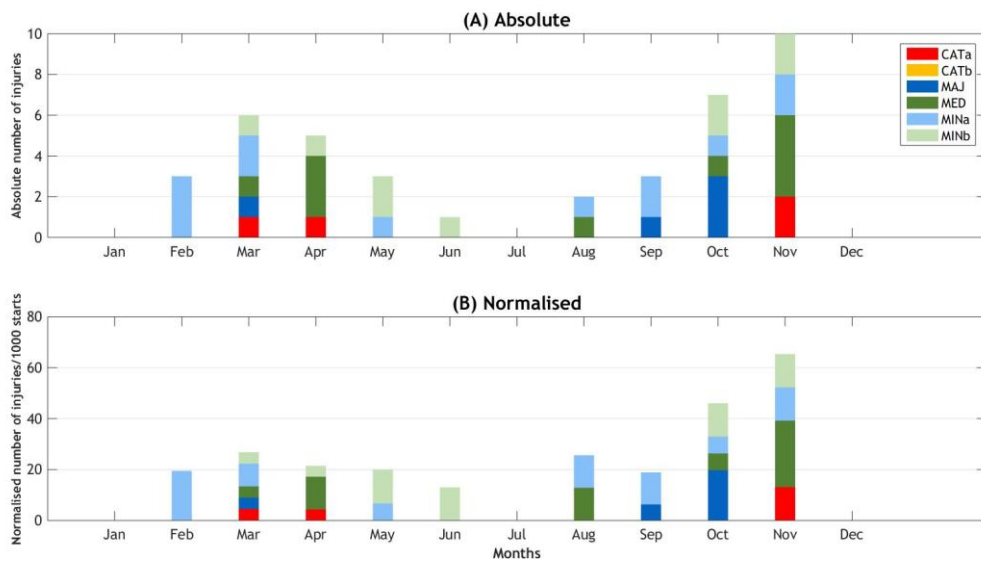 (A) Absolute
Absolute number of injuries
10
8
6
4
2
0
CATa
CATb
MAJ
MED
MINa
MINb
Jan Feb Mar Apr May Jun Jul Aug Sep Oct Nov Dec
(B) Normalised
Normalised number of injuries/1000 starts
80
60
40
20
0
Jan Feb Mar Apr May Jun Jul Aug Sep Oct Nov Dec
Months